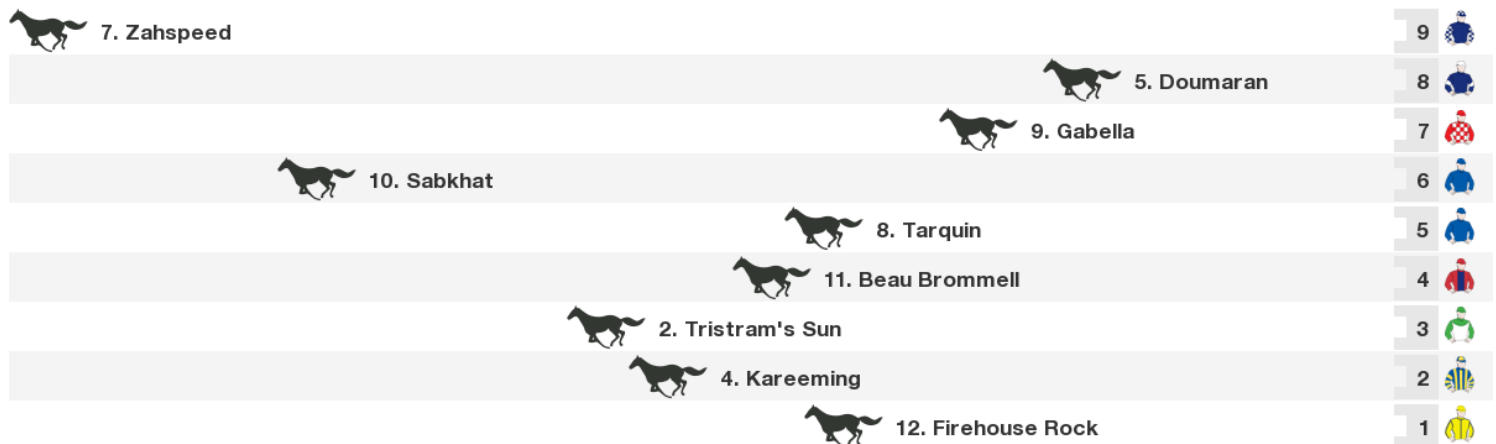 7. Zahspeed 9
5. Doumaran 8
9. Gabella 7
10. Sabkhat 6
8. Tarquin 5
11. Beau Brommell 4
2. Tristram's Sun 3
4. Kareeming 2
12. Firehouse Rock 1